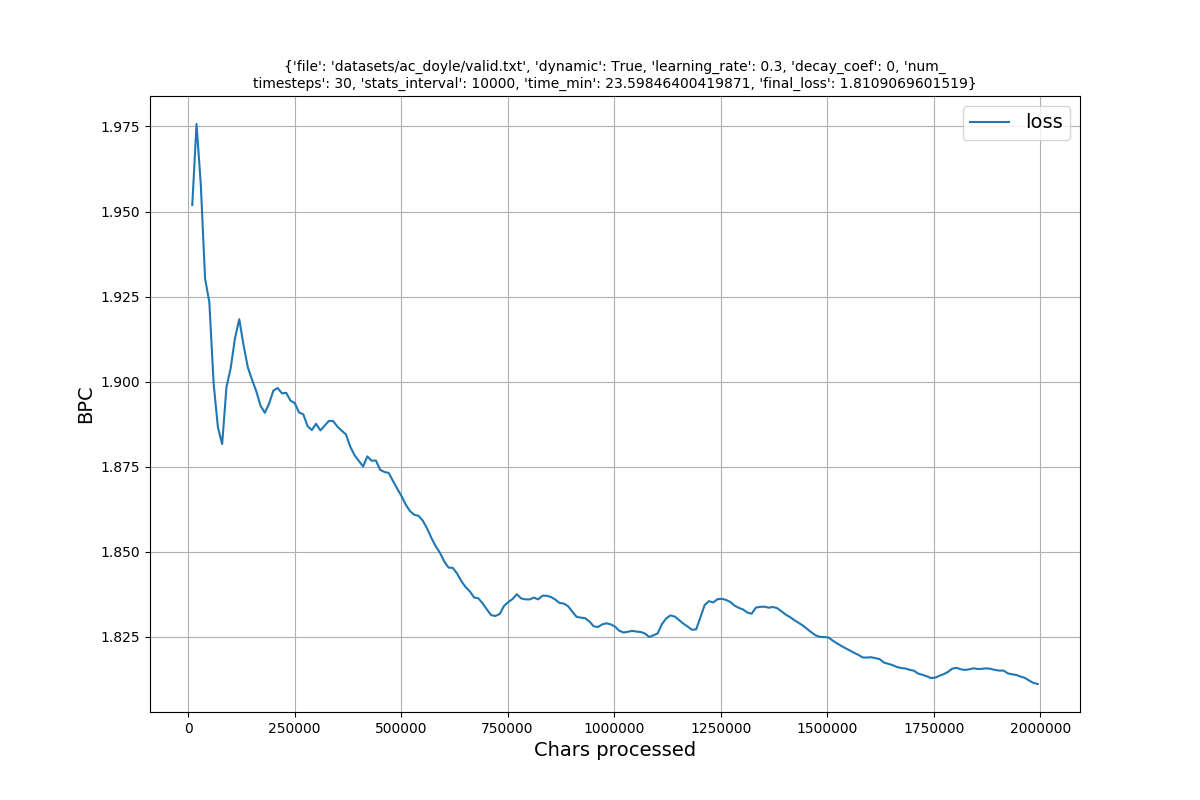 {'file': 'datasets/ac_doyle/valid.txt', 'dynamic': True, 'learning_rate': 0.3, 'decay_coef': 0, 'num_
timesteps': 30, 'stats_interval': 10000, 'time_min': 23.59846400419871, 'final_loss': 1.8109069601519}
loss
1.975
1.950
1.925
1.900
1.875
1.850
1.825
BPC
0 250000 500000 750000 1000000 1250000 1500000 1750000 2000000
Chars processed